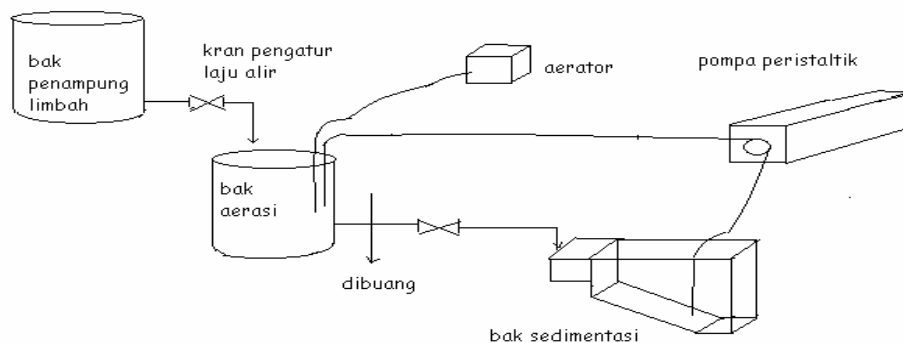 bak
penampung
limbah
kran pengatur
laju alir
aerator
pompa peristaltik
bak
aerasi
dibuang
bak sedimentasi